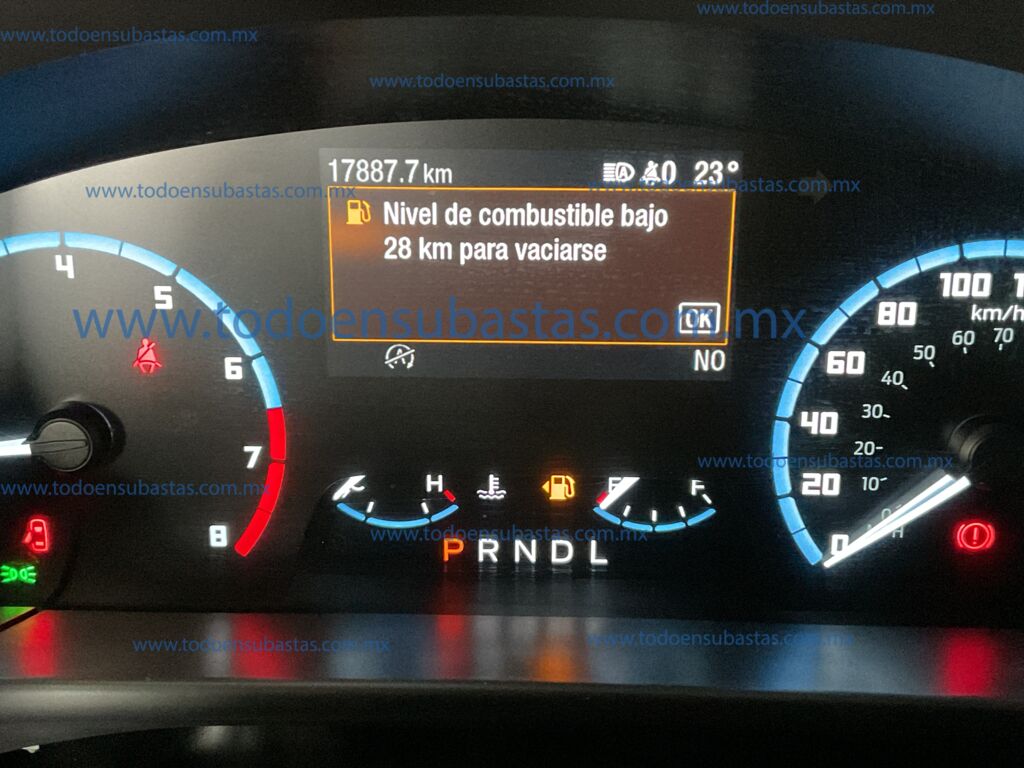 www.todoensubastas.com.mx
www.todoensubastas.com.mx
www.todoensubastas.com.mx
17887.7 km
0 23°
www.todoensubastas.com.mx
www.todoensubastas.com.mx
Nivel de combustible bajo
28 km para vaciarse
4
5
6
7
8
www.todoensubastas.com.mx
OK
NO
100
km/h
80
60
40
20
0
70
60
50
40
30
20
10
www.todoensubastas.com.mx
www.todoensubastas.com.mx
H
E
F
www.todoensubastas.com.mx
P R N D L
www.todoensubastas.com.mx
www.todoensubastas.com.mx